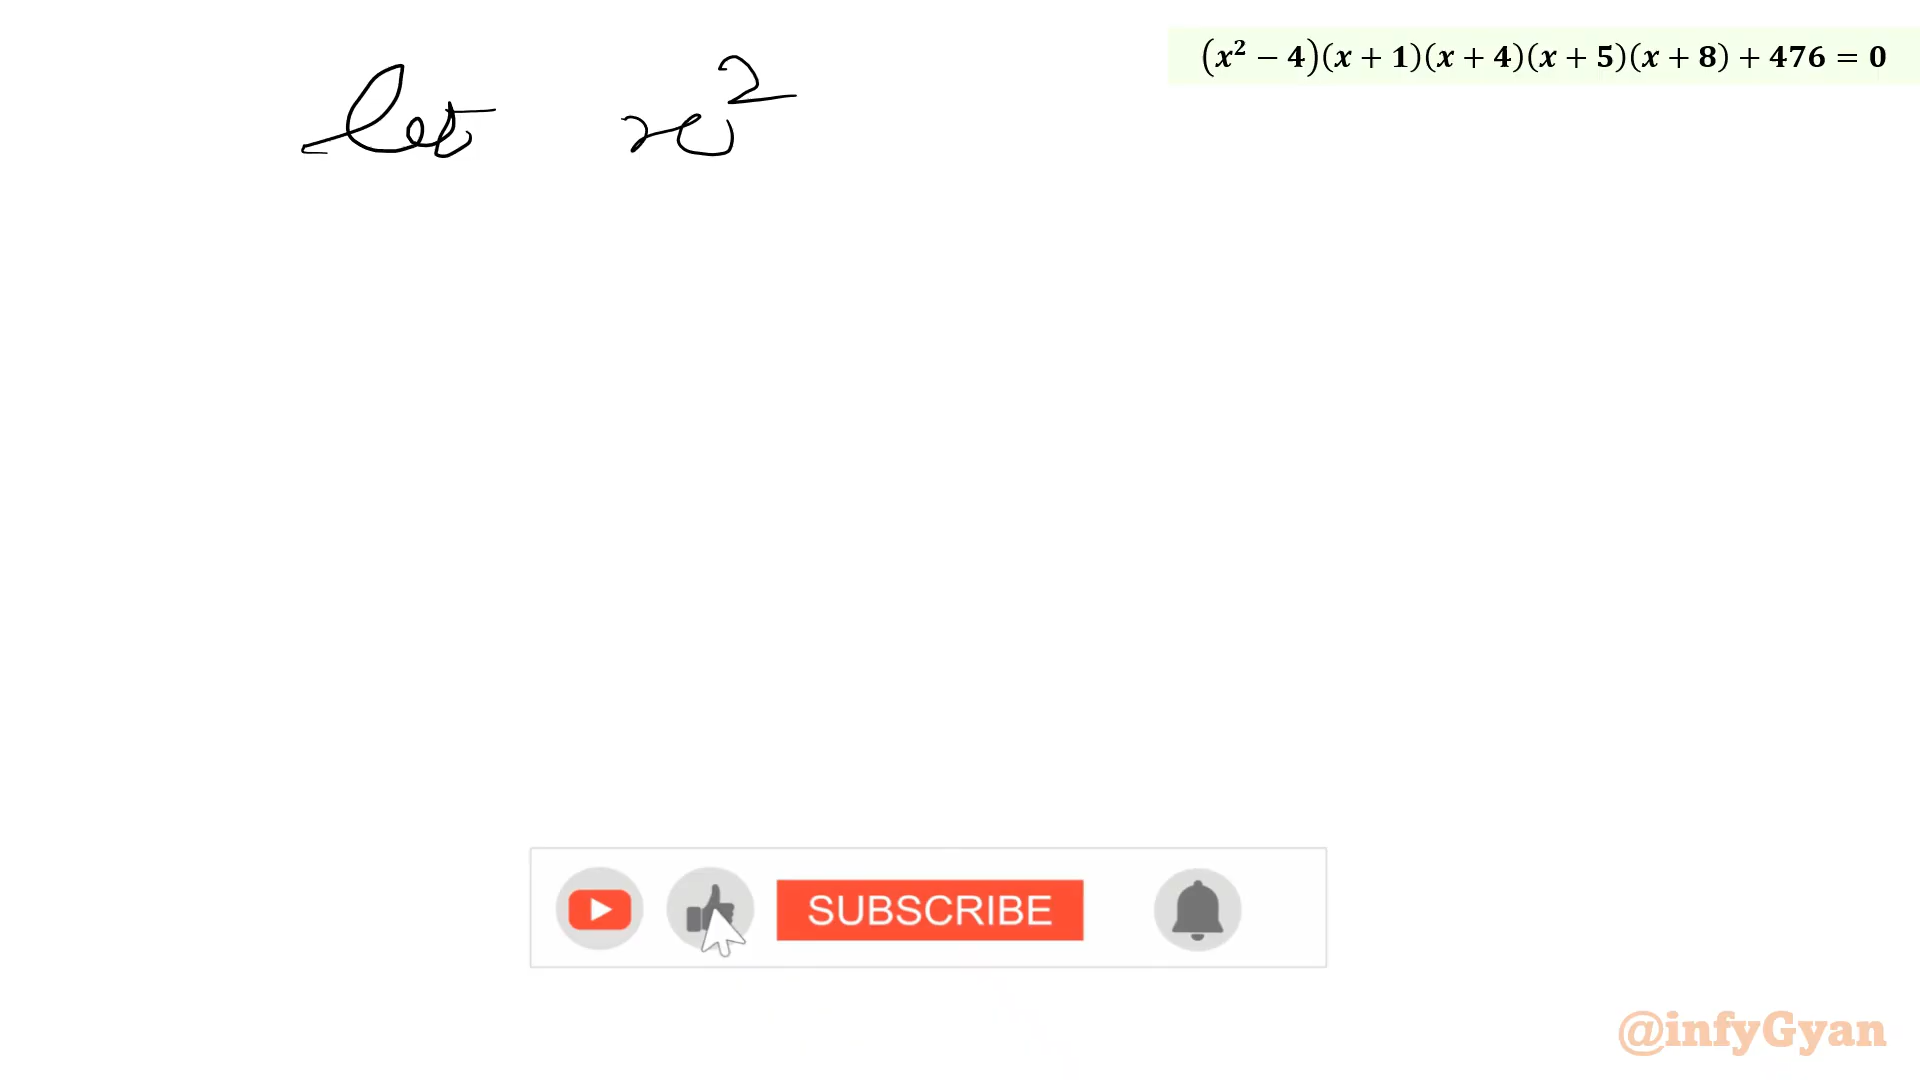 (x² − 4)(x + 1)(x + 4)(x + 5)(x + 8) + 476 = 0
let x²
SUBSCRIBE
@infyGyan